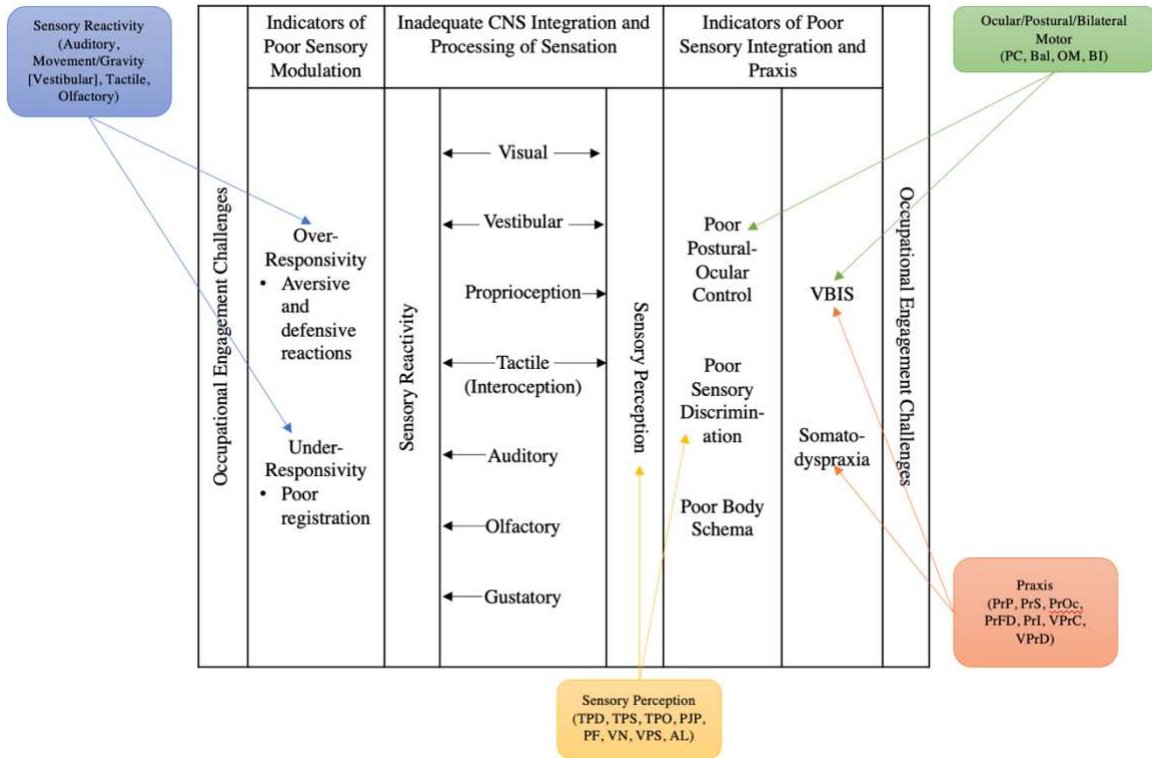 Sensory Reactivity
(Auditory,
Movement/Gravity
[Vestibular], Tactile,
Olfactory)
Indicators of
Poor Sensory
Modulation
Inadequate CNS Integration and
Processing of Sensation
Indicators of Poor
Sensory Integration and
Praxis
Ocular/Postural/Bilateral
Motor
(PC, Bal, OM, BI)
Occupational Engagement Challenges
Over-
Responsivity
• Aversive
and
defensive
reactions
Under-
Responsivity
• Poor
registration
Sensory Reactivity
Visual
Vestibular
Proprioception
Tactile
(Interoception)
Auditory
Olfactory
Gustatory
Sensory Perception
Poor
Postural-
Ocular
Control
Poor
Sensory
Discrimin-
ation
Poor Body
Schema
VBIS
Somato-
dyspraxia
Occupational Engagement Challenges
Praxis
(PrP, PrS, PrOc,
PrFD, PrI, VPrC,
VPrD)
Sensory Perception
(TPD, TPS, TPO, PJP,
PF, VN, VPS, AL)